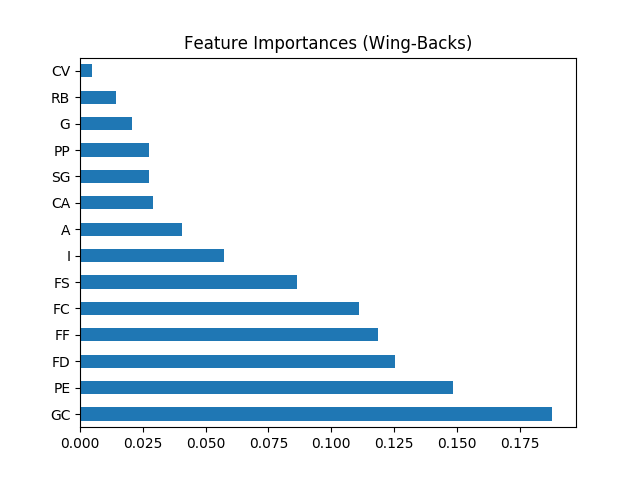 Feature Importances (Wing-Backs)
CV
RB
G
PP
SG
CA
A
I
FS
FC
FF
FD
PE
GC
0.000 0.025 0.050 0.075 0.100 0.125 0.150 0.175